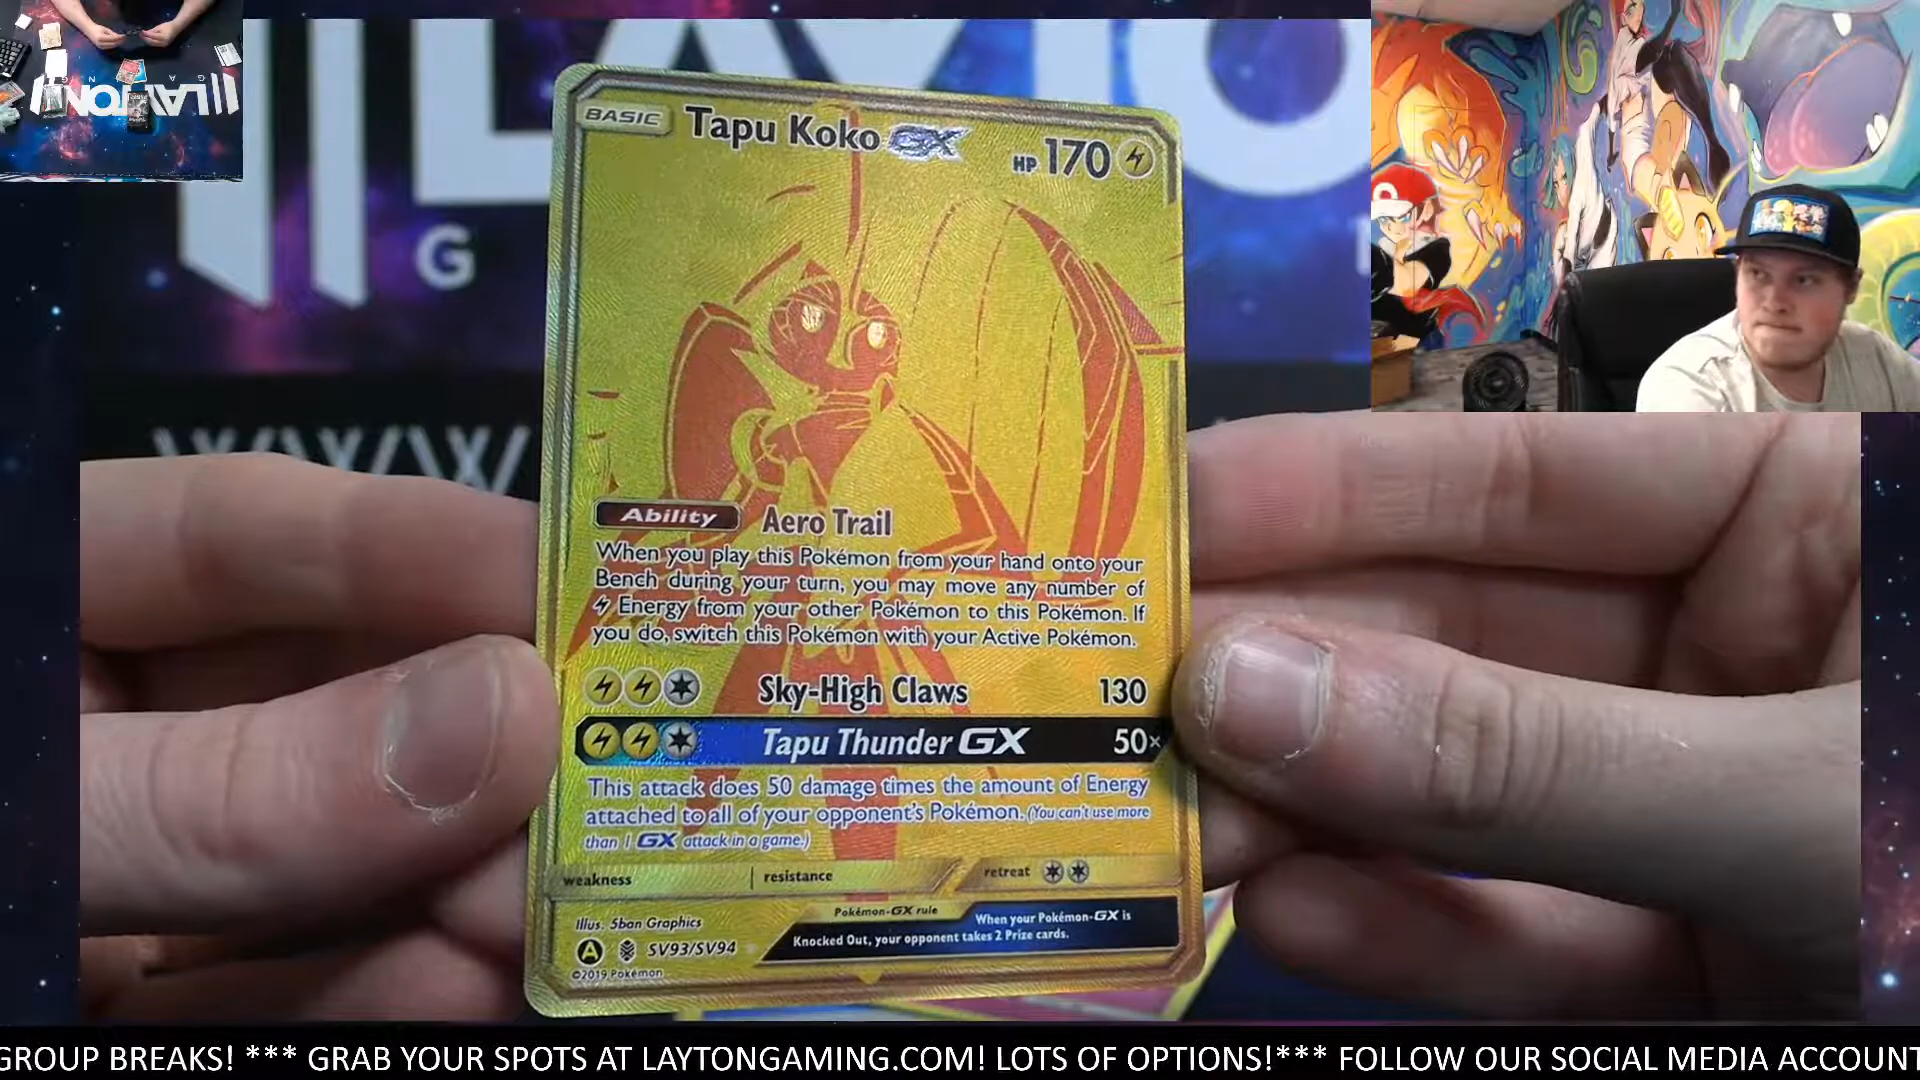 BASIC
Tapu Koko GX
HP 170
Ability Aero Trail
When you play this Pokémon from your hand onto your
Bench during your turn, you may move any number of
Energy from your other Pokémon to this Pokémon. If
you do, switch this Pokémon with your Active Pokémon.
Sky-High Claws 130
Tapu Thunder GX 50×
This attack does 50 damage times the amount of Energy
attached to all of your opponent's Pokémon. (You can't use more
than 1 GX attack in a game.)
weakness resistance retreat
Illus. 5ban Graphics
Pokémon-GX rule
When your Pokémon-GX is
Knocked Out, your opponent takes 2 Prize cards.
A SV93/SV94
©2019 Pokémon
G
WWW
GROUP BREAKS! *** GRAB YOUR SPOTS AT LAYTONGAMING.COM! LOTS OF OPTIONS!*** FOLLOW OUR SOCIAL MEDIA ACCOUNT